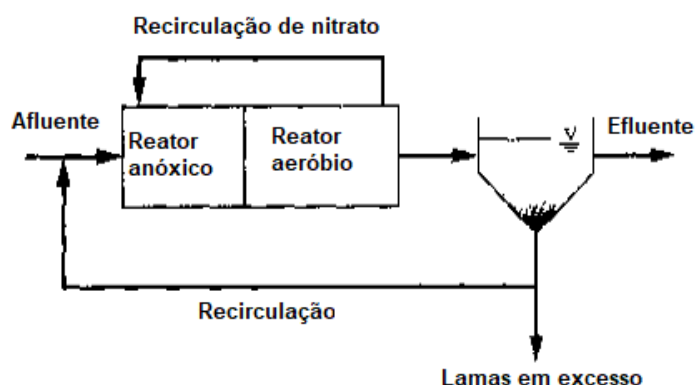 Recirculação de nitrato
Afluente
Reator
anóxico
Reator
aeróbio
Efluente
Recirculação
Lamas em excesso